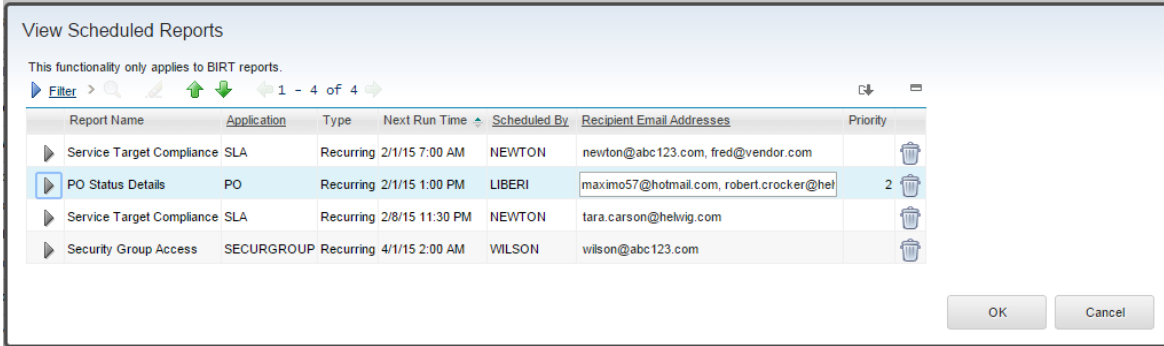 View Scheduled Reports
This functionality only applies to BIRT reports.
Filter > 1 - 4 of 4
Report Name Application Type Next Run Time Scheduled By Recipient Email Addresses Priority
Service Target Compliance SLA Recurring 2/1/15 7:00 AM NEWTON newton@abc123.com, fred@vendor.com
PO Status Details PO Recurring 2/1/15 1:00 PM LIBERI maximo57@hotmail.com, robert.crocker@hel 2
Service Target Compliance SLA Recurring 2/8/15 11:30 PM NEWTON tara.carson@helwig.com
Security Group Access SECURGROUP Recurring 4/1/15 2:00 AM WILSON wilson@abc123.com
OK Cancel